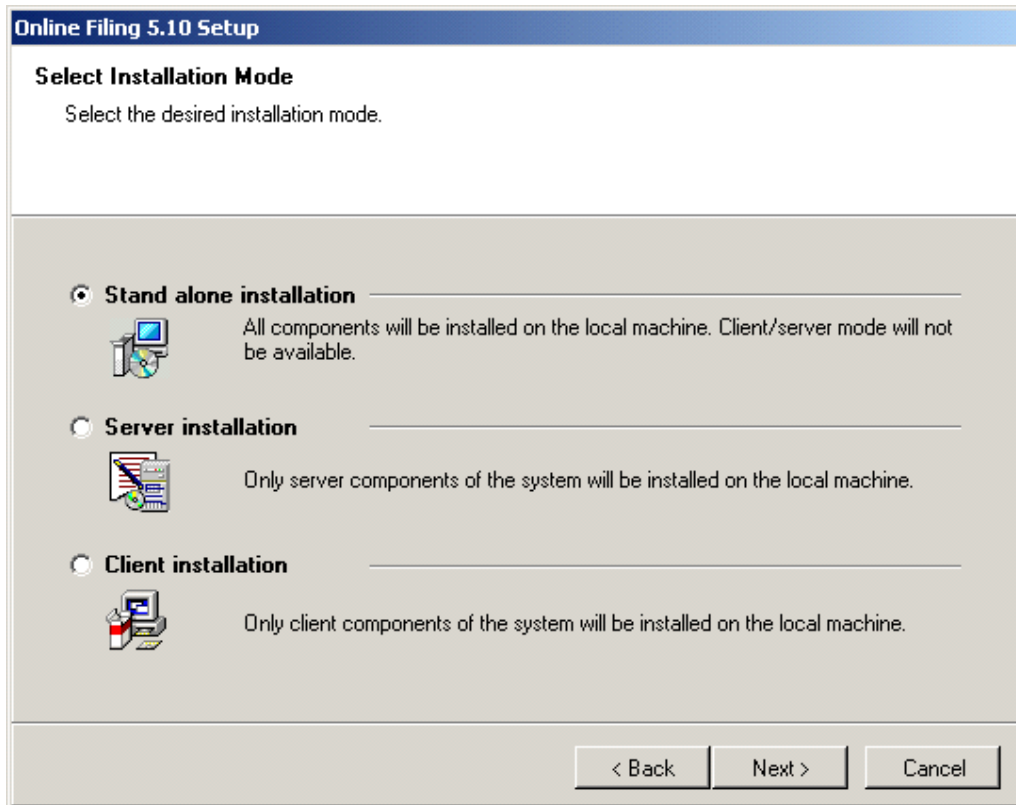 Online Filing 5.10 Setup
Select Installation Mode
Select the desired installation mode.
Stand alone installation
All components will be installed on the local machine. Client/server mode will not
be available.
Server installation
Only server components of the system will be installed on the local machine.
Client installation
Only client components of the system will be installed on the local machine.
< Back
Next >
Cancel